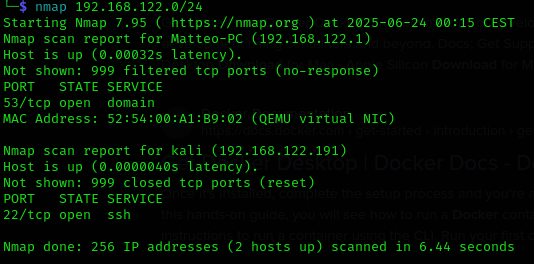 └─$ nmap 192.168.122.0/24
Starting Nmap 7.95 ( https://nmap.org ) at 2025-06-24 00:15 CEST
Nmap scan report for Matteo-PC (192.168.122.1)
Host is up (0.00032s latency).
Not shown: 999 filtered tcp ports (no-response)
PORT   STATE SERVICE
53/tcp open  domain
MAC Address: 52:54:00:A1:B9:02 (QEMU virtual NIC)
Nmap scan report for kali (192.168.122.191)
Host is up (0.0000040s latency).
Not shown: 999 closed tcp ports (reset)
PORT   STATE SERVICE
22/tcp open  ssh
Nmap done: 256 IP addresses (2 hosts up) scanned in 6.44 seconds